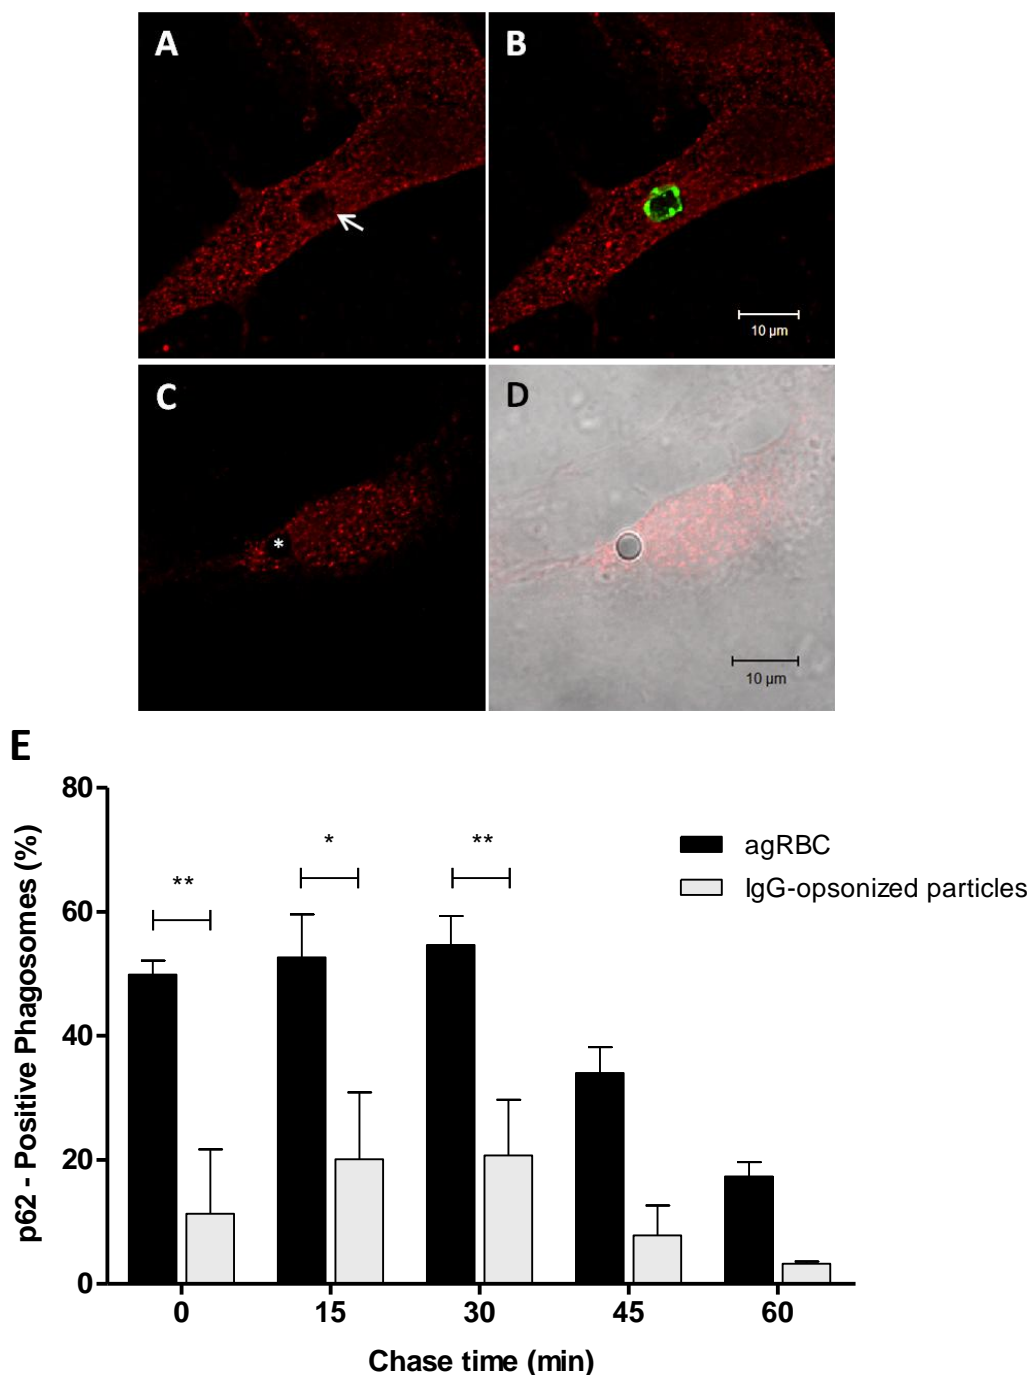 A
B
10 µm
C
*
D
10 µm
E
p62 - Positive Phagosomes (%)
80
60
40
20
0
**
*
**
agRBC
IgG-opsonized particles
0 15 30 45 60
Chase time (min)